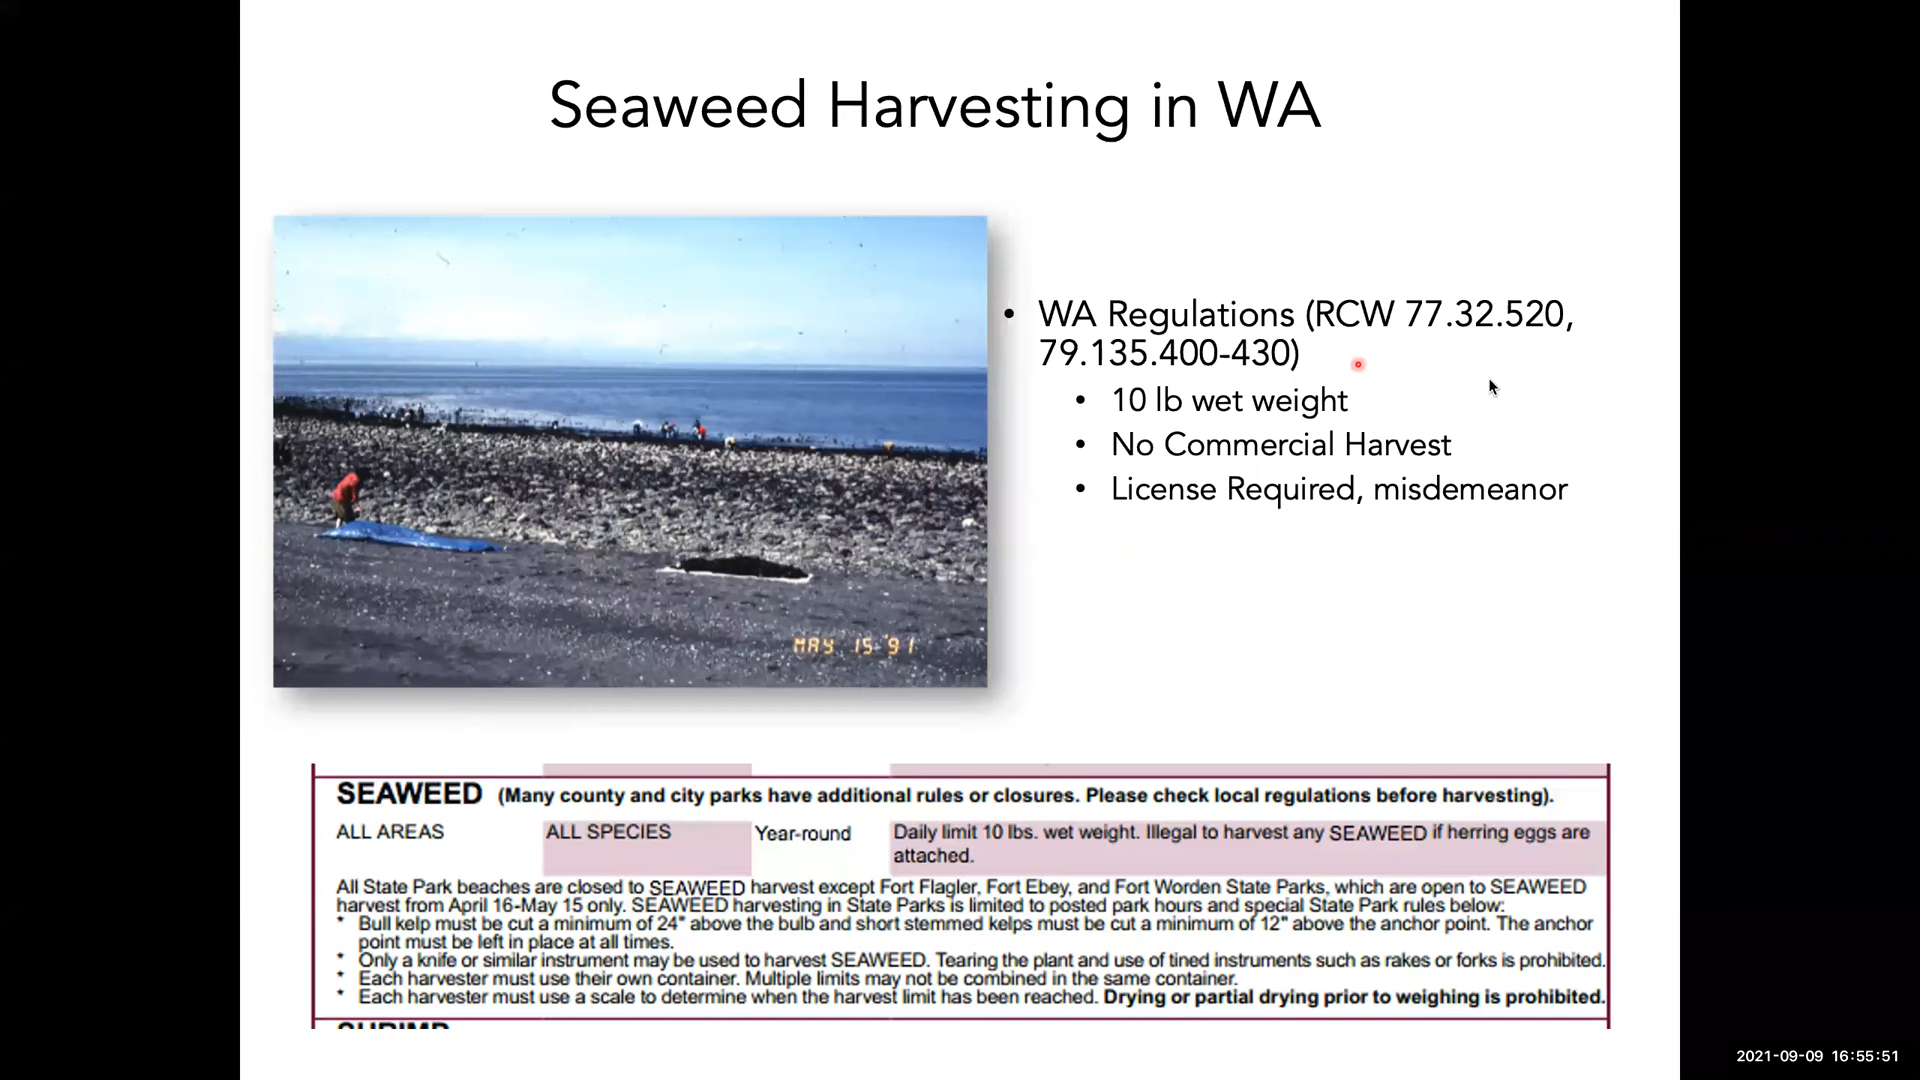 Seaweed Harvesting in WA
• WA Regulations (RCW 77.32.520,
79.135.400-430)
• 10 lb wet weight
• No Commercial Harvest
• License Required, misdemeanor
MAY 15 '91
SEAWEED (Many county and city parks have additional rules or closures. Please check local regulations before harvesting).
ALL AREAS ALL SPECIES Year-round Daily limit 10 lbs. wet weight. Illegal to harvest any SEAWEED if herring eggs are
attached.
All State Park beaches are closed to SEAWEED harvest except Fort Flagler, Fort Ebey, and Fort Worden State Parks, which are open to SEAWEED
harvest from April 16-May 15 only. SEAWEED harvesting in State Parks is limited to posted park hours and special State Park rules below:
* Bull kelp must be cut a minimum of 24" above the bulb and short stemmed kelps must be cut a minimum of 12" above the anchor point. The anchor
point must be left in place at all times.
* Only a knife or similar instrument may be used to harvest SEAWEED. Tearing the plant and use of tined instruments such as rakes or forks is prohibited.
* Each harvester must use their own container. Multiple limits may not be combined in the same container.
* Each harvester must use a scale to determine when the harvest limit has been reached. Drying or partial drying prior to weighing is prohibited.
2021-09-09 16:55:51